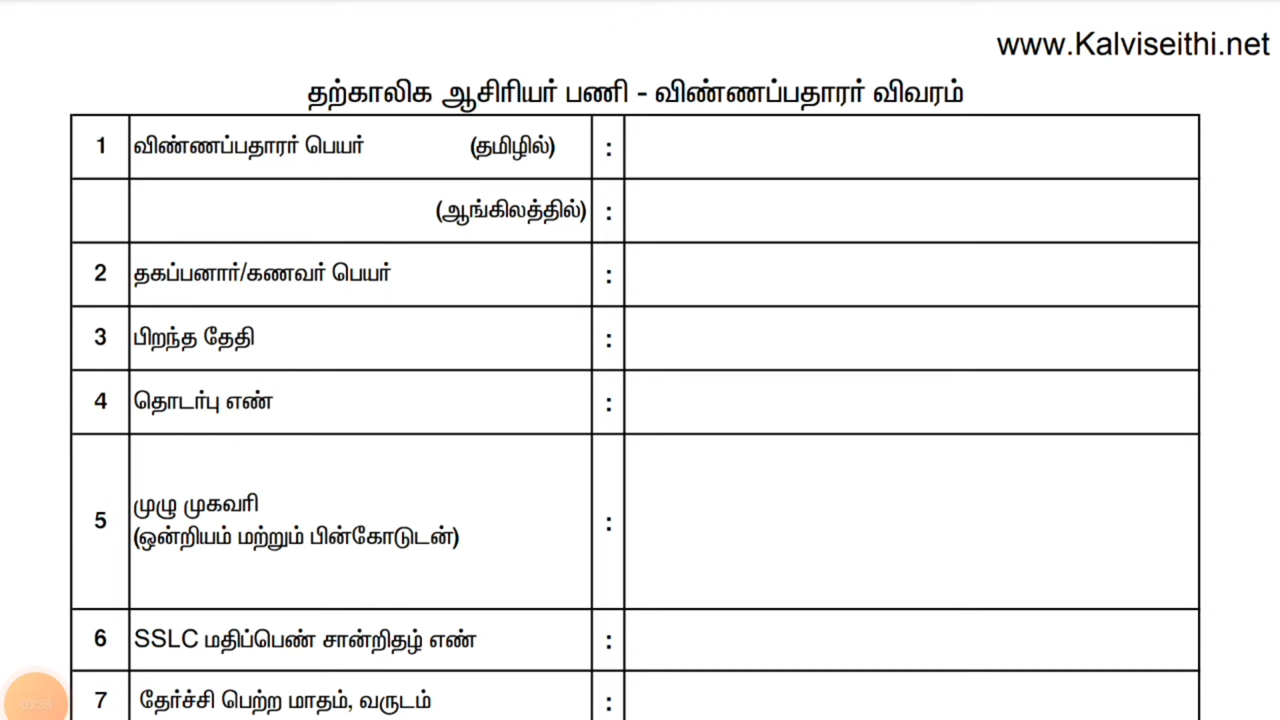 www.Kalviseithi.net
தற்காலிக ஆசிரியர் பணி - விண்ணப்பதாரர் விவரம்
1 விண்ணப்பதாரர் பெயர் (தமிழில்) :
(ஆங்கிலத்தில்) :
2 தகப்பனார்/கணவர் பெயர் :
3 பிறந்த தேதி :
4 தொடர்பு எண் :
5 முழு முகவரி
(ஒன்றியம் மற்றும் பின்கோடுடன்) :
6 SSLC மதிப்பெண் சான்றிதழ் எண் :
7 தேர்ச்சி பெற்ற மாதம், வருடம் :
03:38